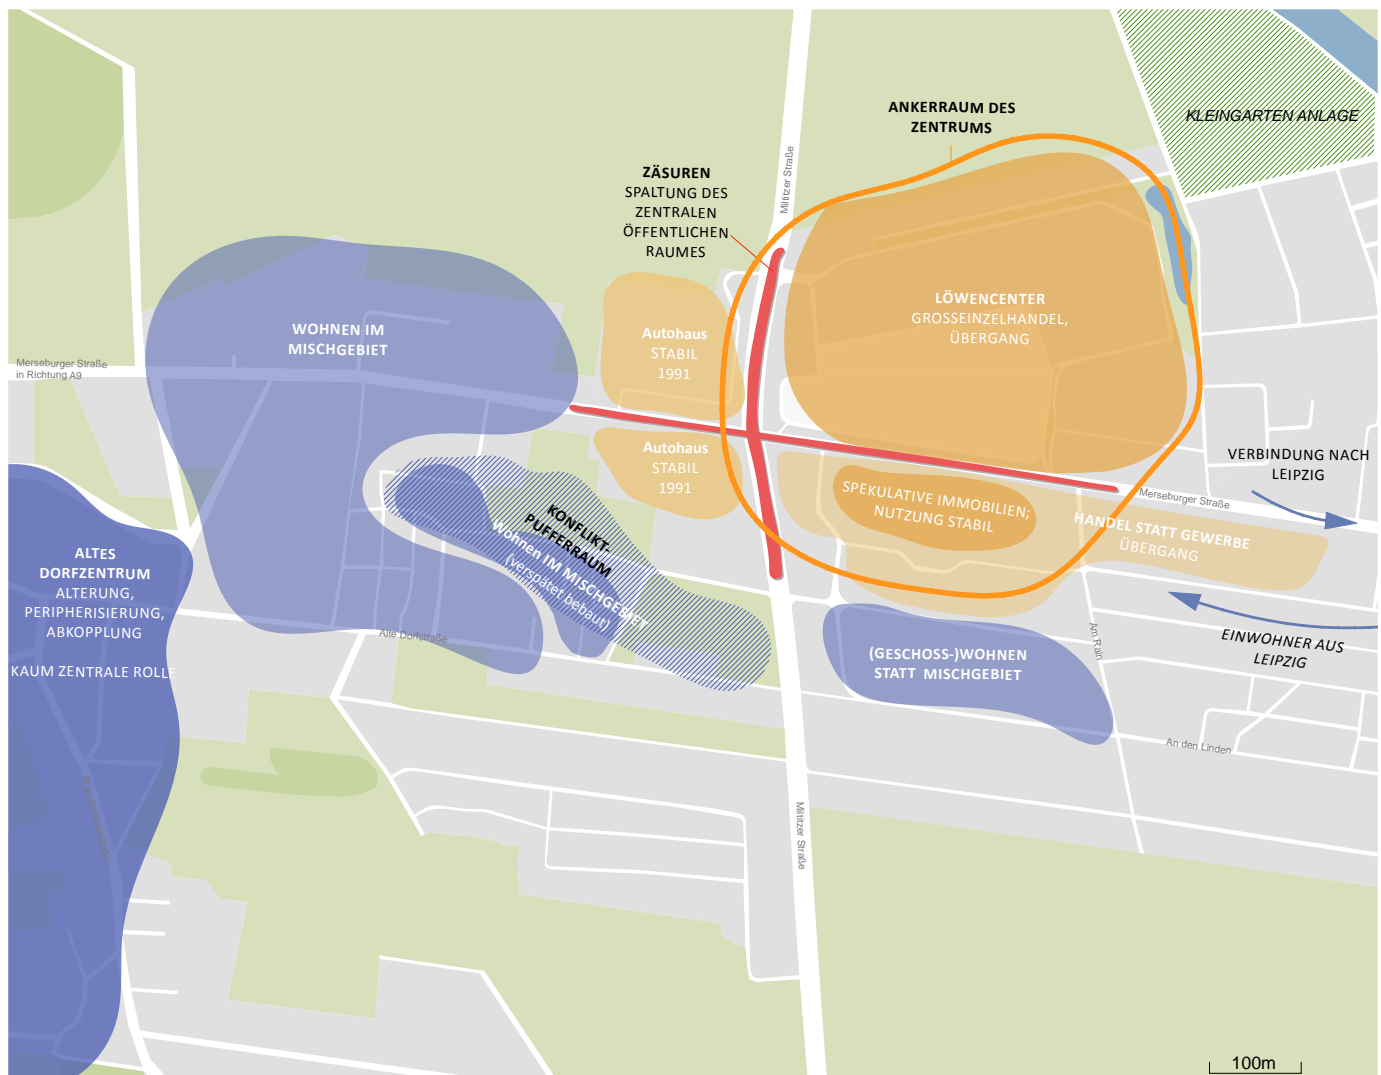 ANKERRAUM DES
ZENTRUMS
KLEINGARTEN ANLAGE
Militzer Straße
ZÄSUREN
SPALTUNG DES
ZENTRALEN
ÖFFENTLICHEN
RAUMES
LÖWENCENTER
GROSSEINZELHANDEL,
ÜBERGANG
WOHNEN IM
MISCHGEBIET
Autohaus
STABIL
1991
Merseburger Straße
in Richtung A9
Autohaus
STABIL
1991
VERBINDUNG NACH
LEIPZIG
SPEKULATIVE IMMOBILIEN;
NUTZUNG STABIL
Merseburger Straße
HANDEL STATT GEWERBE
ÜBERGANG
KONFLIKT-
PUFFERRAUM
Wohnen IM MISCHGEBIET
(verspätet bebaut)
ALTES
DORFZENTRUM
ALTERUNG,
PERIPHERISIERUNG,
ABKOPPLUNG
KAUM ZENTRALE ROLLE
Alte Dorfstraße
Am Rain
EINWOHNER AUS
LEIPZIG
(GESCHOSS-)WOHNEN
STATT MISCHGEBIET
An den Linden
Miltitzer Straße
100m